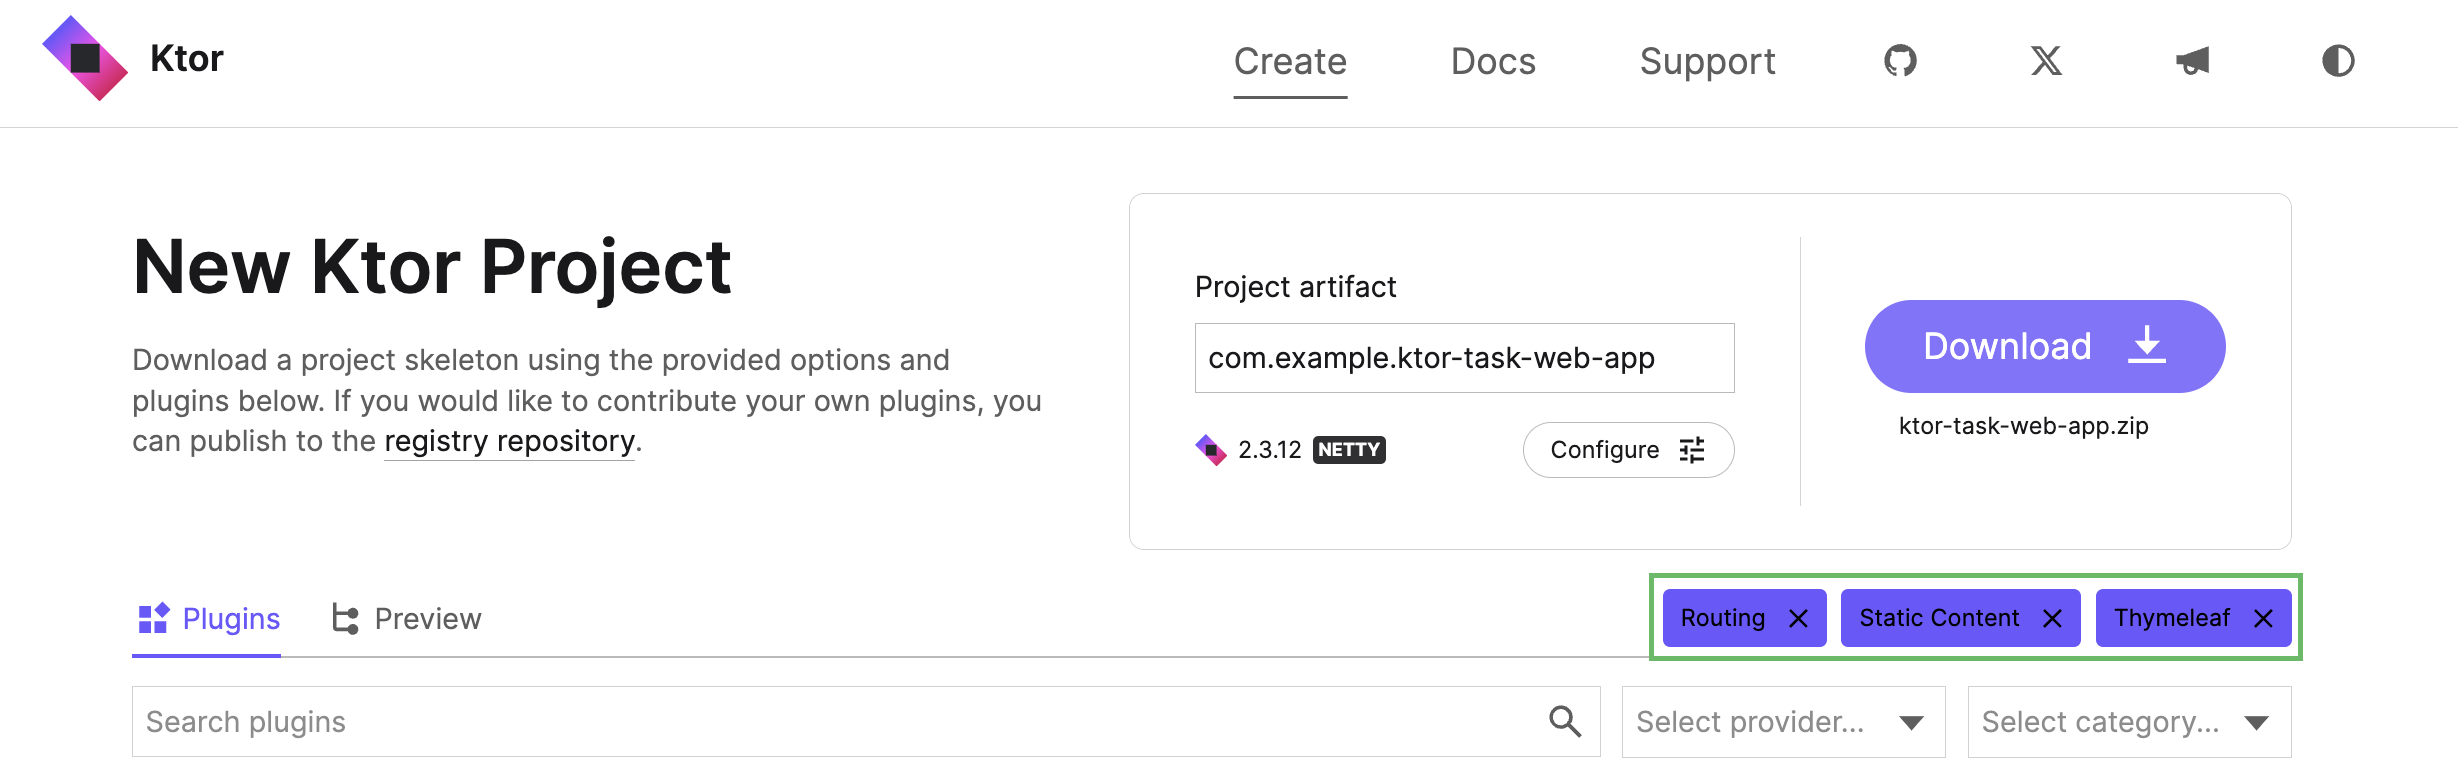 Ktor
Create
Docs
Support
New Ktor Project
Download a project skeleton using the provided options and
plugins below. If you would like to contribute your own plugins, you
can publish to the registry repository.
Project artifact
com.example.ktor-task-web-app
2.3.12 NETTY
Configure
Download
ktor-task-web-app.zip
Plugins
Preview
Routing
Static Content
Thymeleaf
Search plugins
Select provider...
Select category...